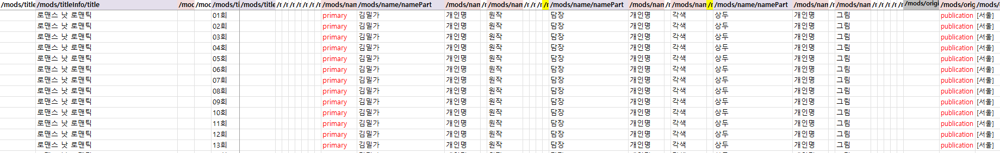 /mods/title /mods/titleInfo/title /mod /mod /mods/ti /mods/title /r /r /r /r /r /r /r /mods/nan /mods/name/namePart /mods/nan /r /mods/nan /r /r /r /r /mods/name/namePart /mods/nan /r /mods/nam /r /mods/name/namePart /mods/nan /r /mods/nan /r /r /r /r /r /mods/origi /mods/orig /mods/o
로맨스 낫 로맨틱 01회 primary 김밀가 개인명 원작 담장 개인명 각색 상두 개인명 그림 publication [서울]
로맨스 낫 로맨틱 02회 primary 김밀가 개인명 원작 담장 개인명 각색 상두 개인명 그림 publication [서울]
로맨스 낫 로맨틱 03회 primary 김밀가 개인명 원작 담장 개인명 각색 상두 개인명 그림 publication [서울]
로맨스 낫 로맨틱 04회 primary 김밀가 개인명 원작 담장 개인명 각색 상두 개인명 그림 publication [서울]
로맨스 낫 로맨틱 05회 primary 김밀가 개인명 원작 담장 개인명 각색 상두 개인명 그림 publication [서울]
로맨스 낫 로맨틱 06회 primary 김밀가 개인명 원작 담장 개인명 각색 상두 개인명 그림 publication [서울]
로맨스 낫 로맨틱 07회 primary 김밀가 개인명 원작 담장 개인명 각색 상두 개인명 그림 publication [서울]
로맨스 낫 로맨틱 08회 primary 김밀가 개인명 원작 담장 개인명 각색 상두 개인명 그림 publication [서울]
로맨스 낫 로맨틱 09회 primary 김밀가 개인명 원작 담장 개인명 각색 상두 개인명 그림 publication [서울]
로맨스 낫 로맨틱 10회 primary 김밀가 개인명 원작 담장 개인명 각색 상두 개인명 그림 publication [서울]
로맨스 낫 로맨틱 11회 primary 김밀가 개인명 원작 담장 개인명 각색 상두 개인명 그림 publication [서울]
로맨스 낫 로맨틱 12회 primary 김밀가 개인명 원작 담장 개인명 각색 상두 개인명 그림 publication [서울]
로맨스 낫 로맨틱 13회 primary 김밀가 개인명 원작 담장 개인명 각색 상두 개인명 그림 publication [서울]